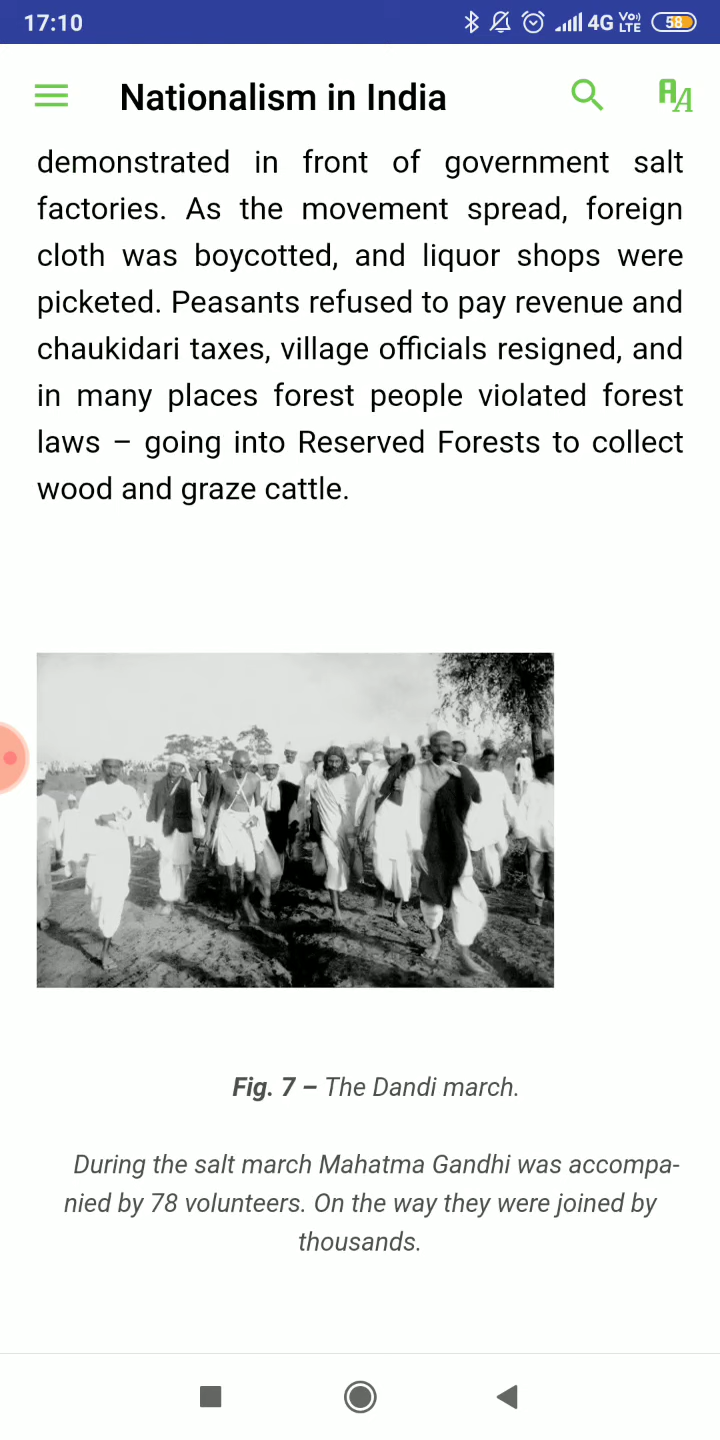 17:10 4G Vo) LTE 58
Nationalism in India
demonstrated in front of government salt
factories. As the movement spread, foreign
cloth was boycotted, and liquor shops were
picketed. Peasants refused to pay revenue and
chaukidari taxes, village officials resigned, and
in many places forest people violated forest
laws – going into Reserved Forests to collect
wood and graze cattle.
Fig. 7 – The Dandi march.
During the salt march Mahatma Gandhi was accompa-
nied by 78 volunteers. On the way they were joined by
thousands.